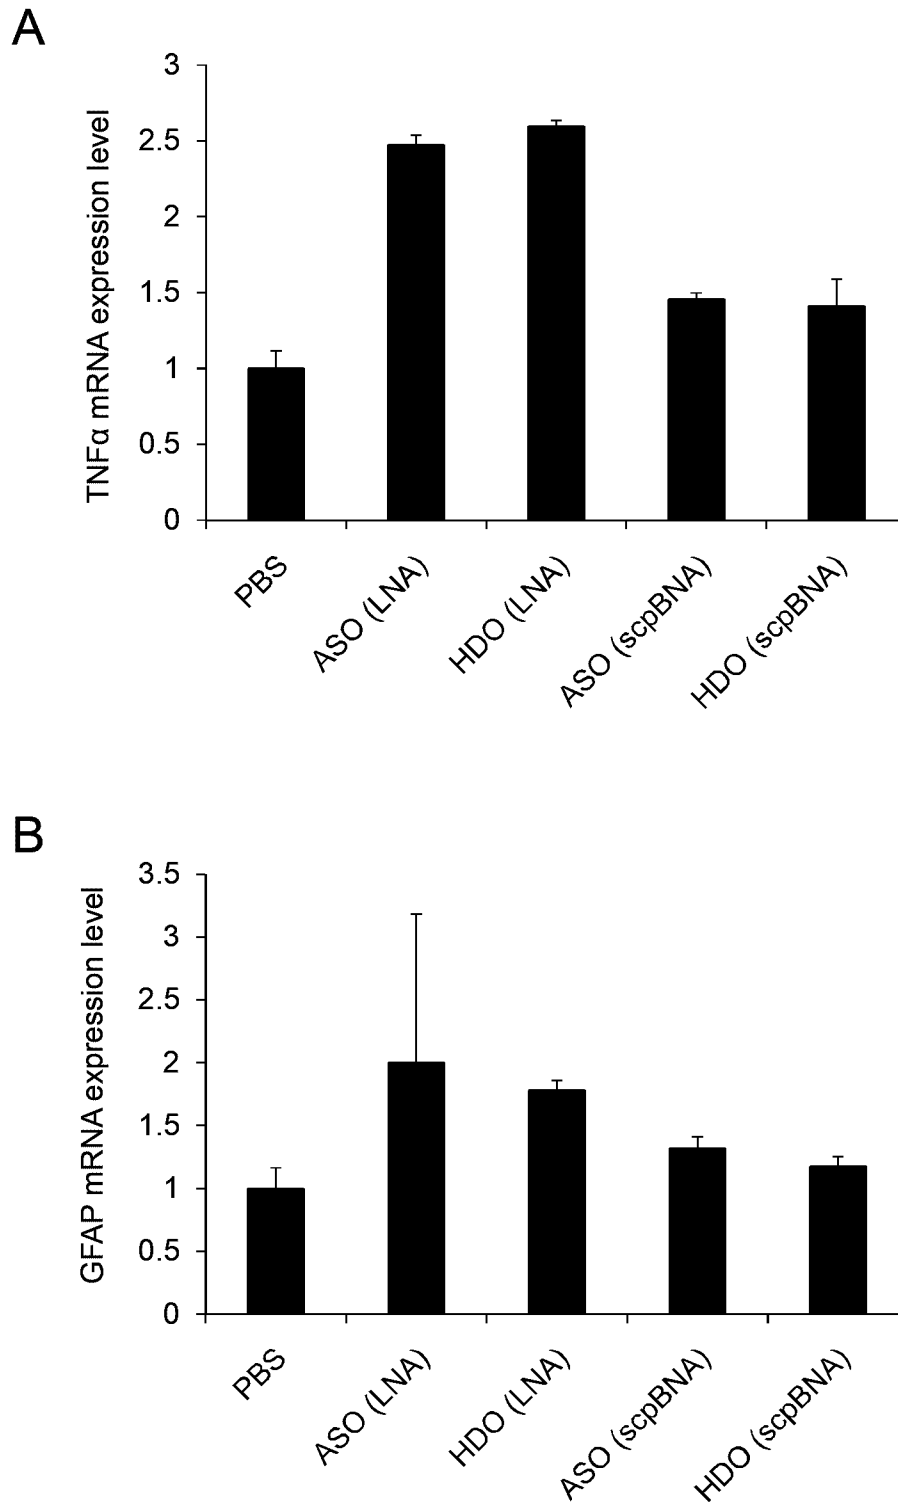 A
TNFα mRNA expression level
3
2.5
2
1.5
1
0.5
0
PBS
ASO (LNA)
HDO (LNA)
ASO (scpBNA)
HDO (scpBNA)
B
GFAP mRNA expression level
3.5
3
2.5
2
1.5
1
0.5
0
PBS
ASO (LNA)
HDO (LNA)
ASO (scpBNA)
HDO (scpBNA)